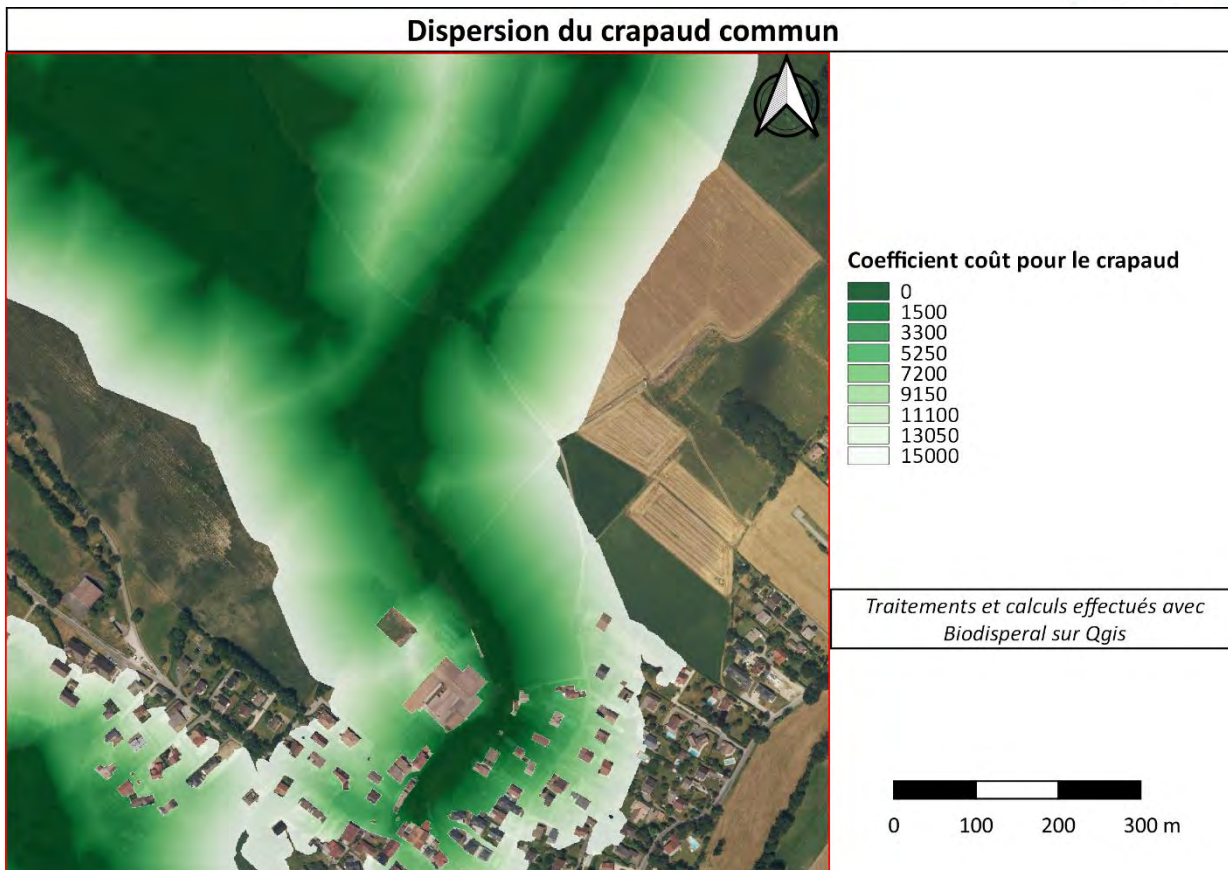 Dispersion du crapaud commun
Coefficient coût pour le crapaud
0
1500
3300
5250
7200
9150
11100
13050
15000
Traitements et calculs effectués avec
Biodisperal sur Qgis
0 100 200 300 m